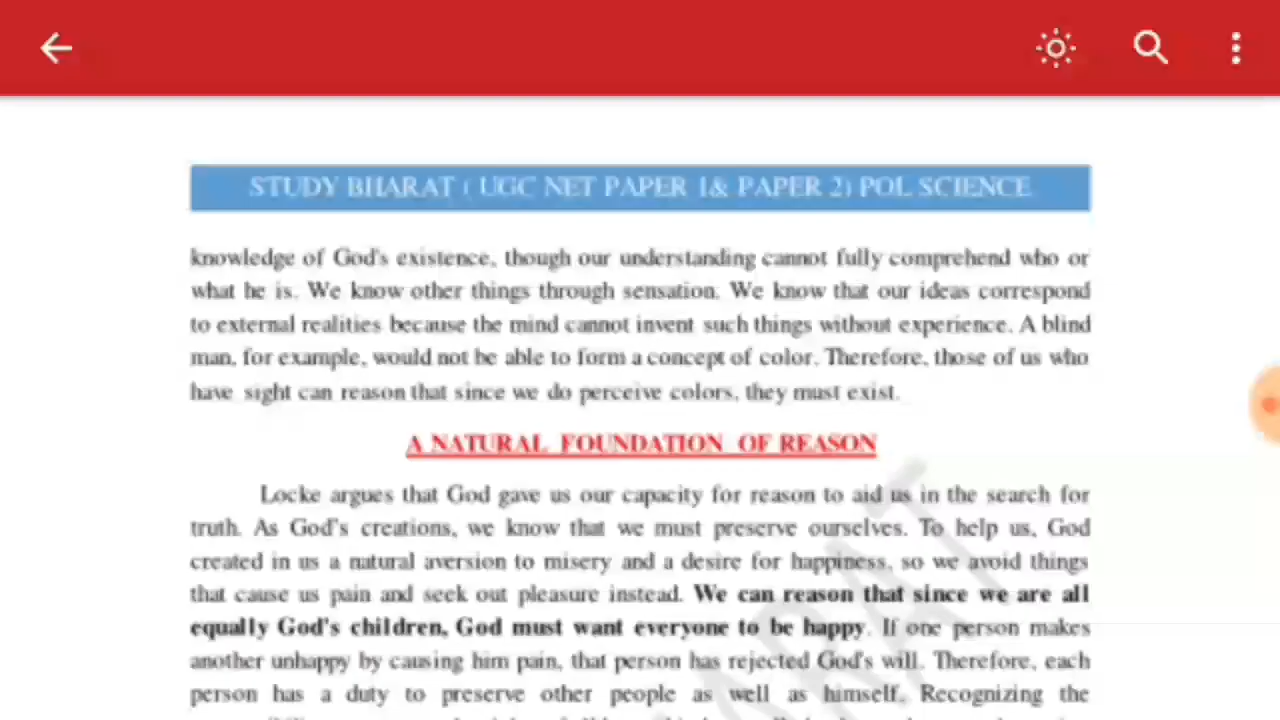 STUDY BHARAT ( UGC NET PAPER 1& PAPER 2) POL SCIENCE
knowledge of God's existence, though our understanding cannot fully comprehend who or
what he is. We know other things through sensation. We know that our ideas correspond
to external realities because the mind cannot invent such things without experience. A blind
man, for example, would not be able to form a concept of color. Therefore, those of us who
have sight can reason that since we do perceive colors, they must exist.
A NATURAL FOUNDATION OF REASON
Locke argues that God gave us our capacity for reason to aid us in the search for
truth. As God's creations, we know that we must preserve ourselves. To help us, God
created in us a natural aversion to misery and a desire for happiness, so we avoid things
that cause us pain and seek out pleasure instead. We can reason that since we are all
equally God's children, God must want everyone to be happy. If one person makes
another unhappy by causing him pain, that person has rejected God's will. Therefore, each
person has a duty to preserve other people as well as himself. Recognizing the